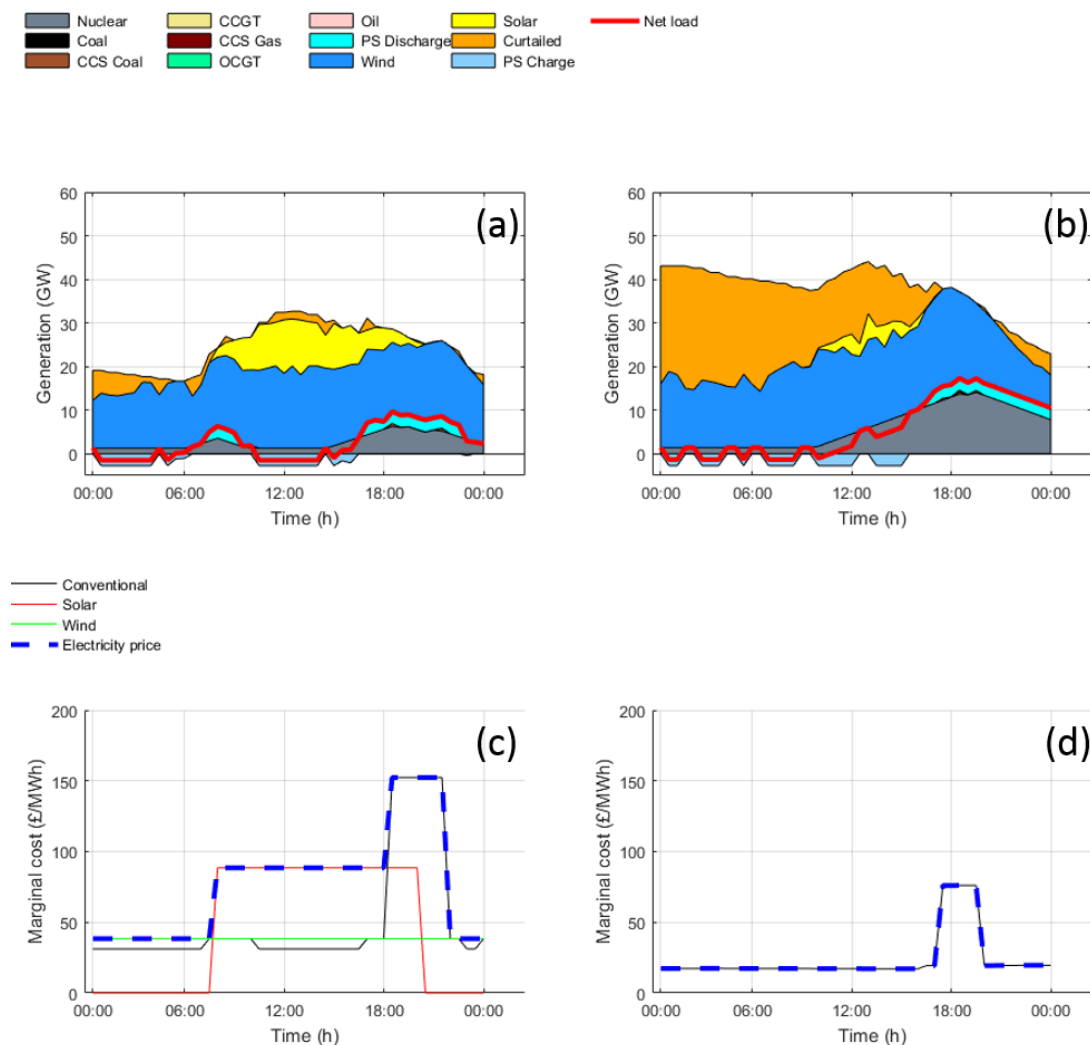 Nuclear CCGT Oil Solar Net load
Coal CCS Gas PS Discharge Curtailed
CCS Coal OCGT Wind PS Charge
(a)
60
50
40
30
20
10
0
Generation (GW)
00:00 06:00 12:00 18:00 00:00
Time (h)
(b)
60
50
40
30
20
10
0
Generation (GW)
00:00 06:00 12:00 18:00 00:00
Time (h)
Conventional
Solar
Wind
Electricity price
(c)
200
150
100
50
0
Marginal cost (£/MWh)
00:00 06:00 12:00 18:00 00:00
Time (h)
(d)
200
150
100
50
0
Marginal cost (£/MWh)
00:00 06:00 12:00 18:00 00:00
Time (h)